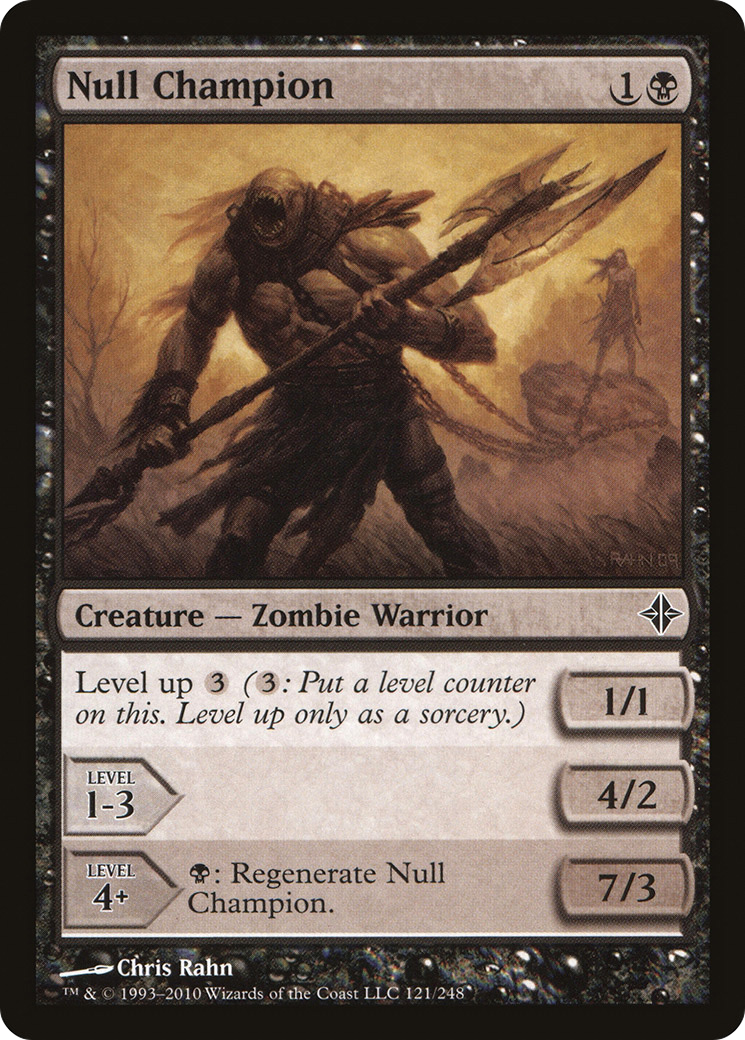 Null Champion
1
RAHN 09
Creature — Zombie Warrior
Level up 3 (3: Put a level counter
on this. Level up only as a sorcery.)
1/1
LEVEL
1-3
4/2
LEVEL
4+
: Regenerate Null
Champion.
7/3
Chris Rahn
™ & © 1993–2010 Wizards of the Coast LLC 121/248